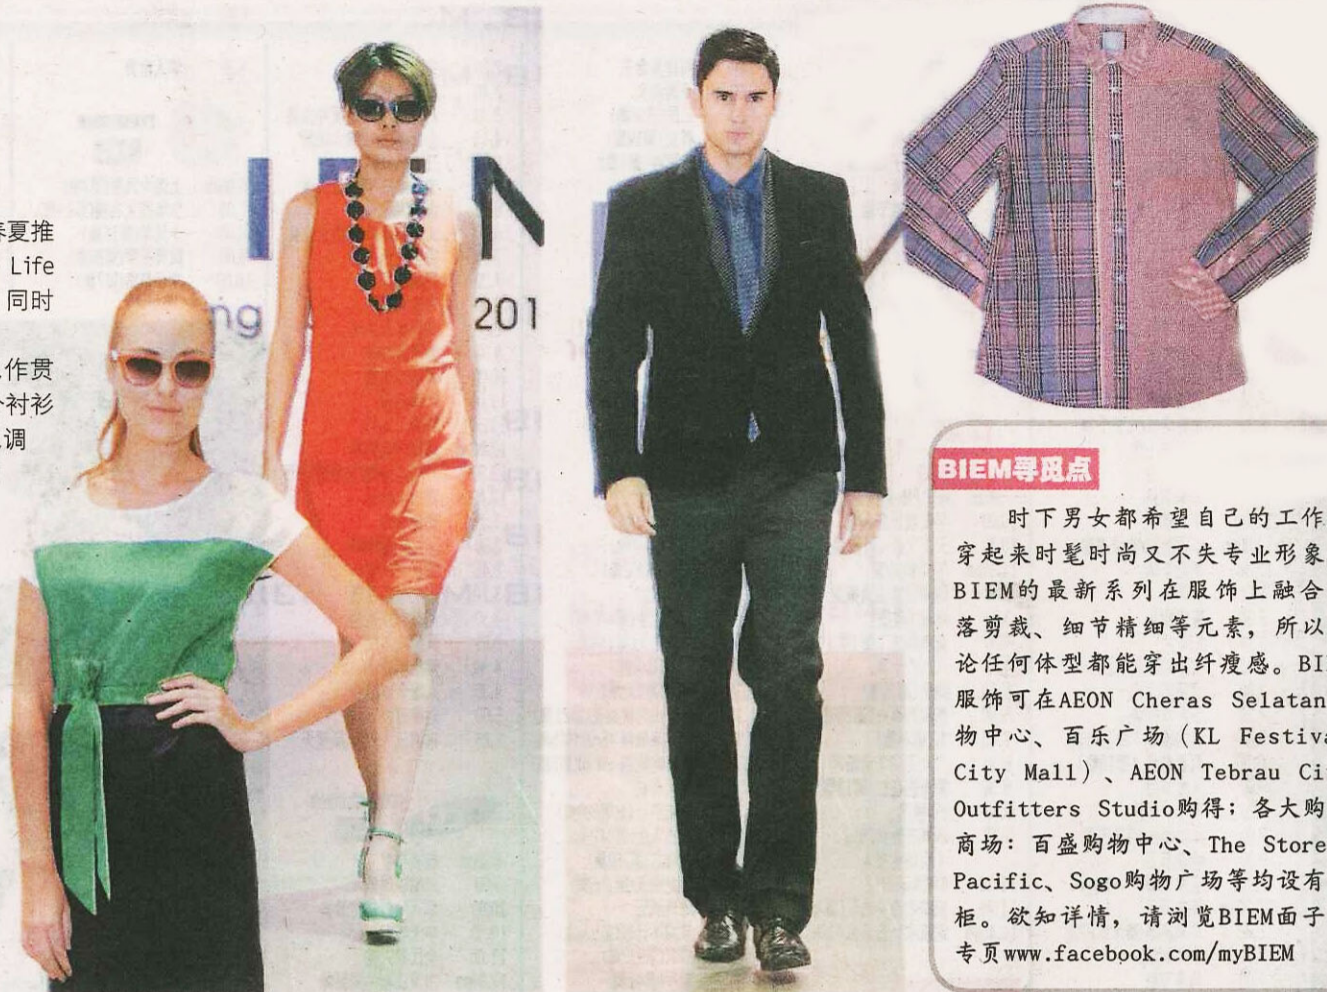 春夏推
Life
同时
作贯
个衬衫
调
IEM
ng 201
BIEM寻觅点
时下男女都希望自己的工作
穿起来时髦时尚又不失专业形象
BIEM的最新系列在服饰上融合
落剪裁、细节精细等元素，所以
论任何体型都能穿出纤瘦感。BI
服饰可在AEON Cheras Selatan
物中心、百乐广场（KL Festiva
City Mall）、AEON Tebrau Ci
Outfitters Studio购得；各大购
商场：百盛购物中心、The Store
Pacific、Sogo购物广场等均设有
柜。欲知详情，请浏览BIEM面子
专页www.facebook.com/myBIEM